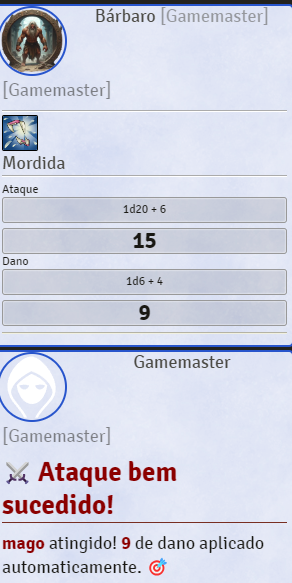 Bárbaro [Gamemaster]
[Gamemaster]
Mordida
Ataque
1d20 + 6
15
Dano
1d6 + 4
9
Gamemaster
[Gamemaster]
⚔️ Ataque bem
sucedido!
mago atingido! 9 de dano aplicado
automaticamente. 🎯